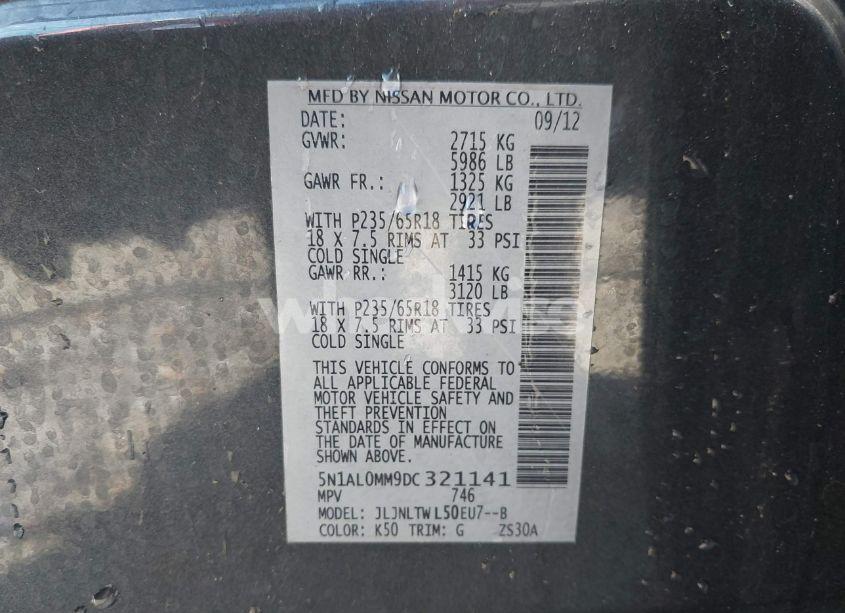 MFD BY NISSAN MOTOR CO., LTD.
DATE: 09/12
GVWR: 2715 KG
5986 LB
GAWR FR.: 1325 KG
2921 LB
WITH P235/65R18 TIRES
18 X 7.5 RIMS AT 33 PSI
COLD SINGLE
GAWR RR.: 1415 KG
3120 LB
WITH P235/65R18 TIRES
18 X 7.5 RIMS AT 33 PSI
COLD SINGLE
THIS VEHICLE CONFORMS TO
ALL APPLICABLE FEDERAL
MOTOR VEHICLE SAFETY AND
THEFT PREVENTION
STANDARDS IN EFFECT ON
THE DATE OF MANUFACTURE
SHOWN ABOVE.
5N1AL0MM9DC321141
MPV 746
MODEL: JLJNLTWL50EU7--B
COLOR: K50 TRIM: G ZS30A